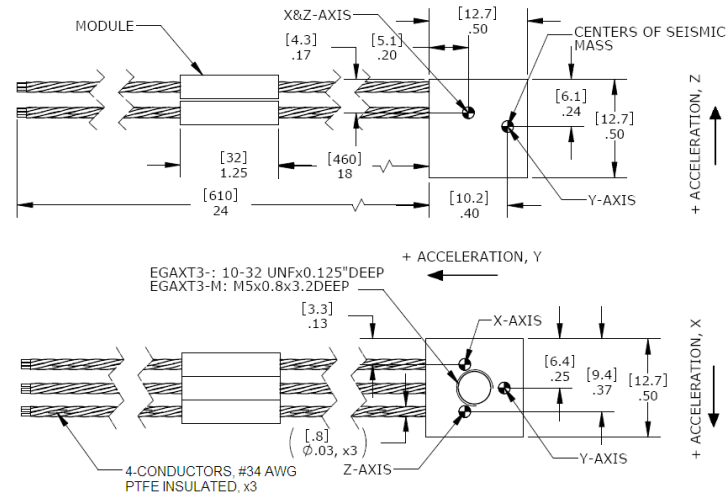 MODULE
X&Z-AXIS
[12.7]
.50
[4.3]
.17
[5.1]
.20
CENTERS OF SEISMIC
MASS
[6.1]
.24
[12.7]
.50
+ ACCELERATION, Z
[32]
1.25
[460]
18
[610]
24
[10.2]
.40
Y-AXIS
+ ACCELERATION, Y
EGAXT3-: 10-32 UNFx0.125"DEEP
EGAXT3-M: M5x0.8x3.2DEEP
[3.3]
.13
X-AXIS
[6.4]
.25
[9.4]
.37
[12.7]
.50
+ ACCELERATION, X
[.8]
Ø.03, x3
Z-AXIS
Y-AXIS
4-CONDUCTORS, #34 AWG
PTFE INSULATED, x3